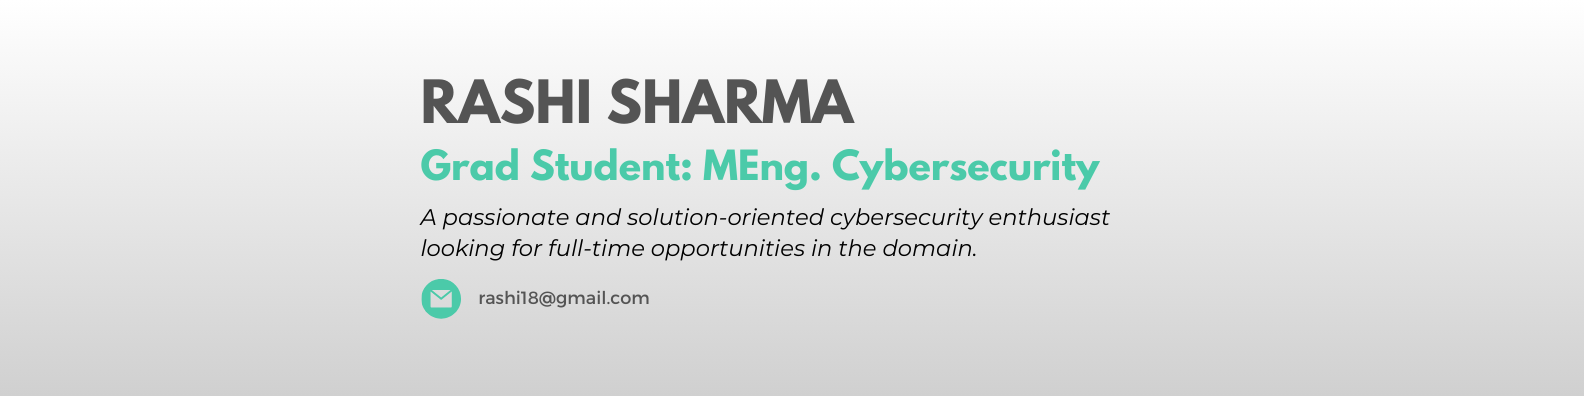 RASHI SHARMA
Grad Student: MEng. Cybersecurity
A passionate and solution-oriented cybersecurity enthusiast
looking for full-time opportunities in the domain.
rashi18@gmail.com